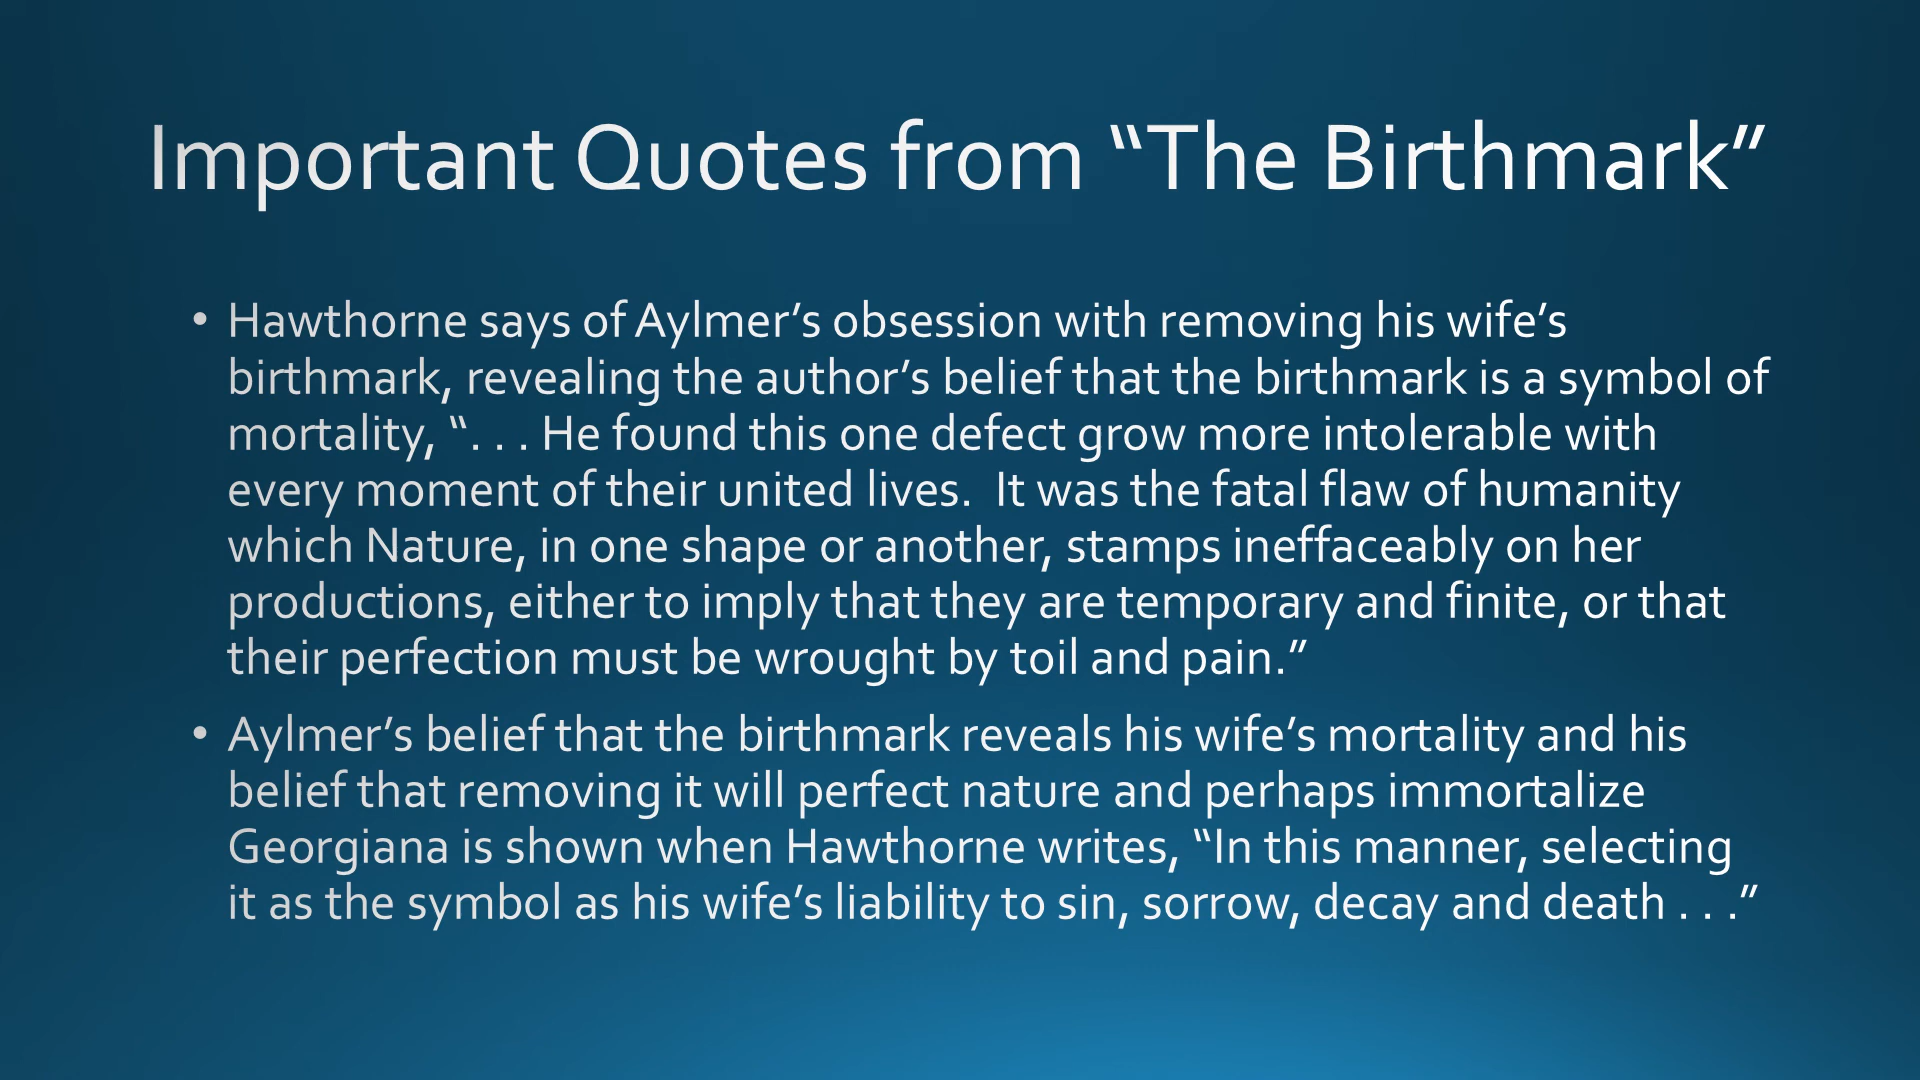 Important Quotes from “The Birthmark”
• Hawthorne says of Aylmer’s obsession with removing his wife’s
birthmark, revealing the author’s belief that the birthmark is a symbol of
mortality, “. . . He found this one defect grow more intolerable with
every moment of their united lives.  It was the fatal flaw of humanity
which Nature, in one shape or another, stamps ineffaceably on her
productions, either to imply that they are temporary and finite, or that
their perfection must be wrought by toil and pain.”
• Aylmer’s belief that the birthmark reveals his wife’s mortality and his
belief that removing it will perfect nature and perhaps immortalize
Georgiana is shown when Hawthorne writes, “In this manner, selecting
it as the symbol as his wife’s liability to sin, sorrow, decay and death . . .”